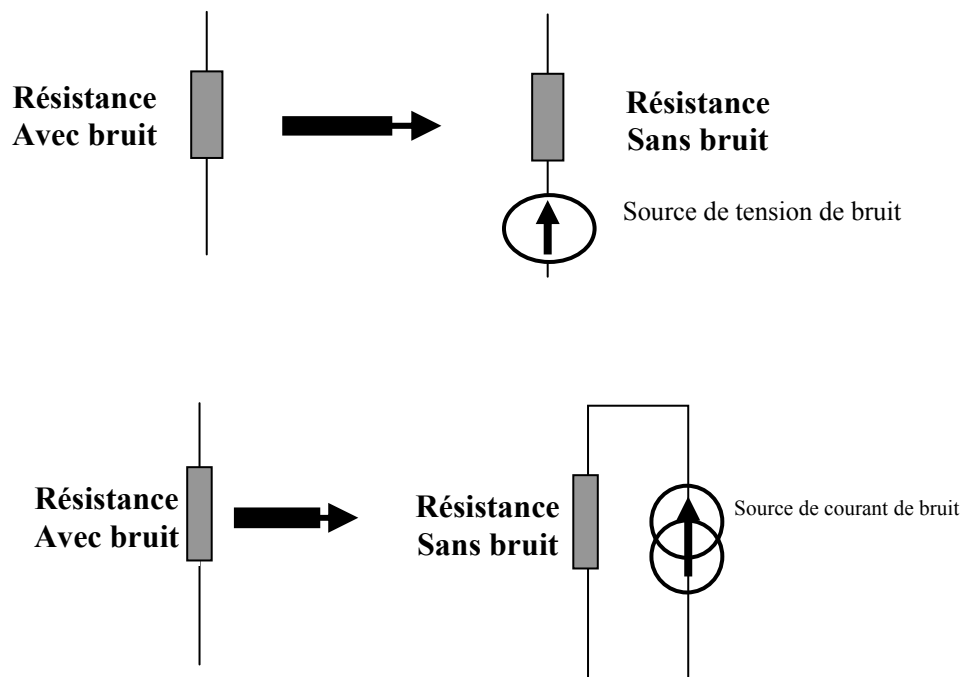 Résistance
Avec bruit
Résistance
Sans bruit
Source de tension de bruit
Résistance
Avec bruit
Résistance
Sans bruit
Source de courant de bruit